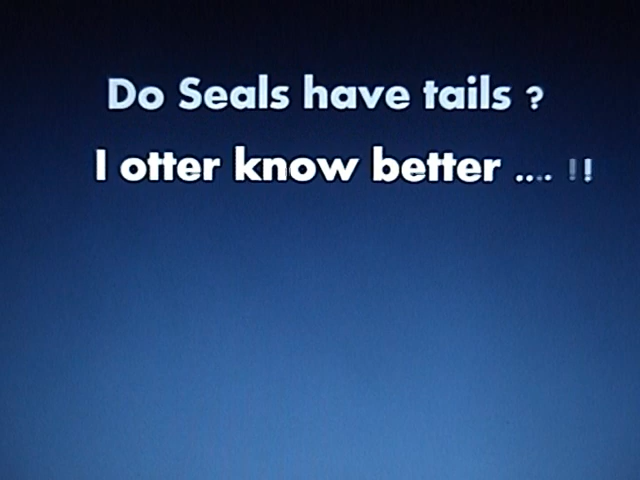 Do Seals have tails ?
I otter know better .... !!